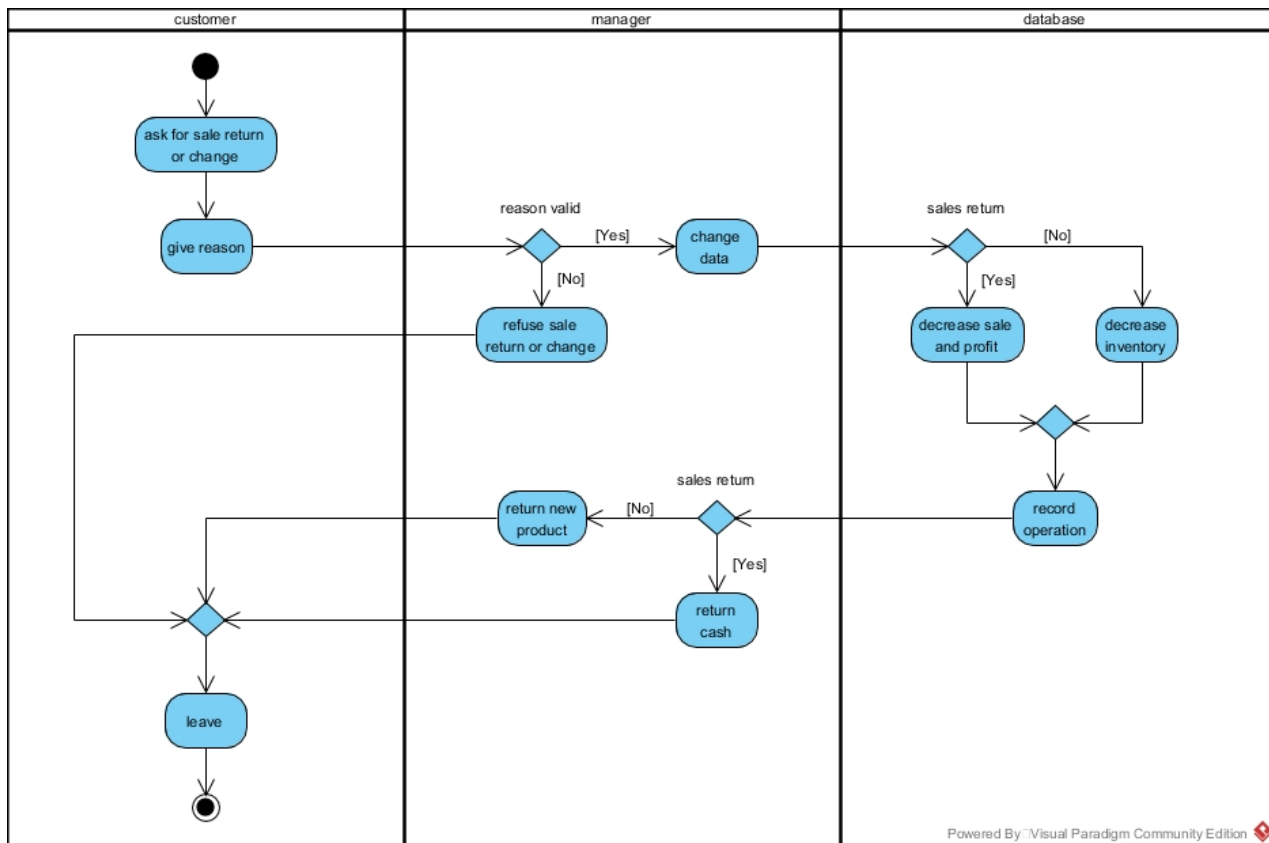 customer
manager
database
ask for sale return
or change
give reason
reason valid
[Yes]
[No]
change
data
sales return
[No]
[Yes]
refuse sale
return or change
decrease sale
and profit
decrease
inventory
sales return
return new
product
[No]
[Yes]
record
operation
return
cash
leave
Powered By Visual Paradigm Community Edition